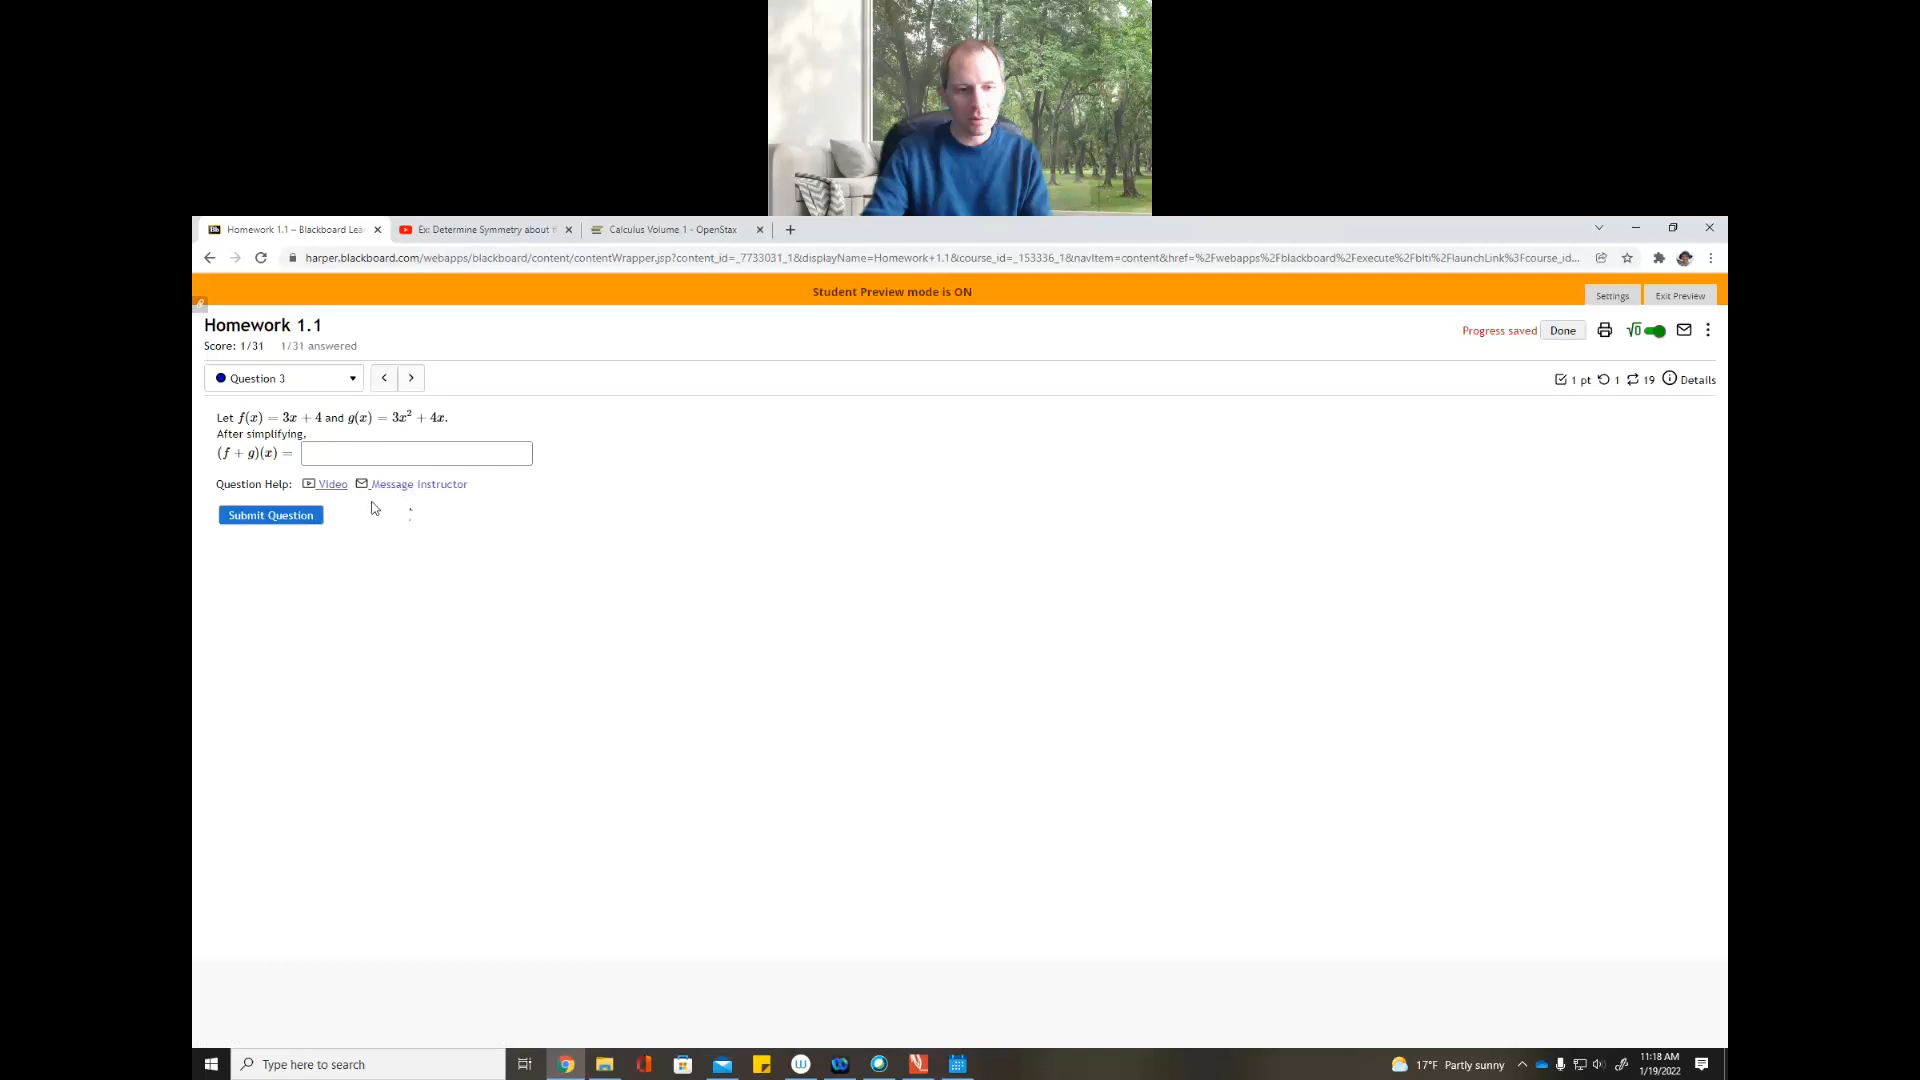 Homework 1.1 – Blackboard Lea
Ex: Determine Symmetry about t
Calculus Volume 1 - OpenStax
harper.blackboard.com/webapps/blackboard/content/contentWrapper.jsp?content_id=_7733031_1&displayName=Homework+1.1&course_id=_153336_1&navItem=content&href=%2Fwebapps%2Fblackboard%2Fexecute%2Fblti%2FlaunchLink%3Fcourse_id...
Student Preview mode is ON
Settings
Exit Preview
Homework 1.1
Progress saved
Done
√0
Score: 1/31 1/31 answered
Question 3
1 pt 1 19 Details
Let f(x) = 3x + 4 and g(x) = 3x² + 4x.
After simplifying,
(f + g)(x) =
Question Help: Video Message instructor
Submit Question
Type here to search
17°F Partly sunny
11:18 AM
1/19/2022